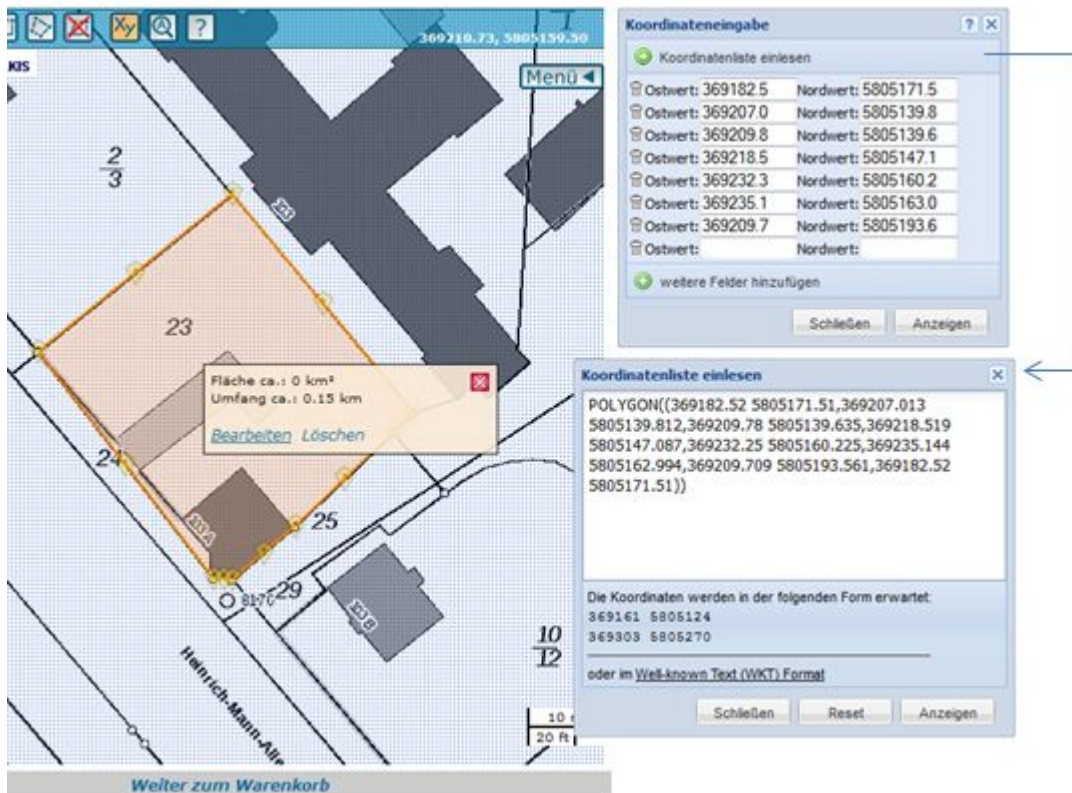 Xy
A
?
369210.73, 5805159.50
KIS
Menü
2
3
103
23
Fläche ca.: 0 km²
Umfang ca.: 0.15 km
Bearbeiten Löschen
24
103A
25
29
8170
103 B
10
12
Heinrich-Mann-Alle
10
20 ft
Weiter zum Warenkorb
Koordinateneingabe
?
Koordinatenliste einlesen
Ostwert: 369182.5 Nordwert: 5805171.5
Ostwert: 369207.0 Nordwert: 5805139.8
Ostwert: 369209.8 Nordwert: 5805139.6
Ostwert: 369218.5 Nordwert: 5805147.1
Ostwert: 369232.3 Nordwert: 5805160.2
Ostwert: 369235.1 Nordwert: 5805163.0
Ostwert: 369209.7 Nordwert: 5805193.6
Ostwert: Nordwert:
weitere Felder hinzufügen
Schließen Anzeigen
Koordinatenliste einlesen
POLYGON((369182.52 5805171.51,369207.013
5805139.812,369209.78 5805139.635,369218.519
5805147.087,369232.25 5805160.225,369235.144
5805162.994,369209.709 5805193.561,369182.52
5805171.51))
Die Koordinaten werden in der folgenden Form erwartet:
369161 5805124
369303 5805270
oder im Well-known Text (WKT) Format
Schließen Reset Anzeigen